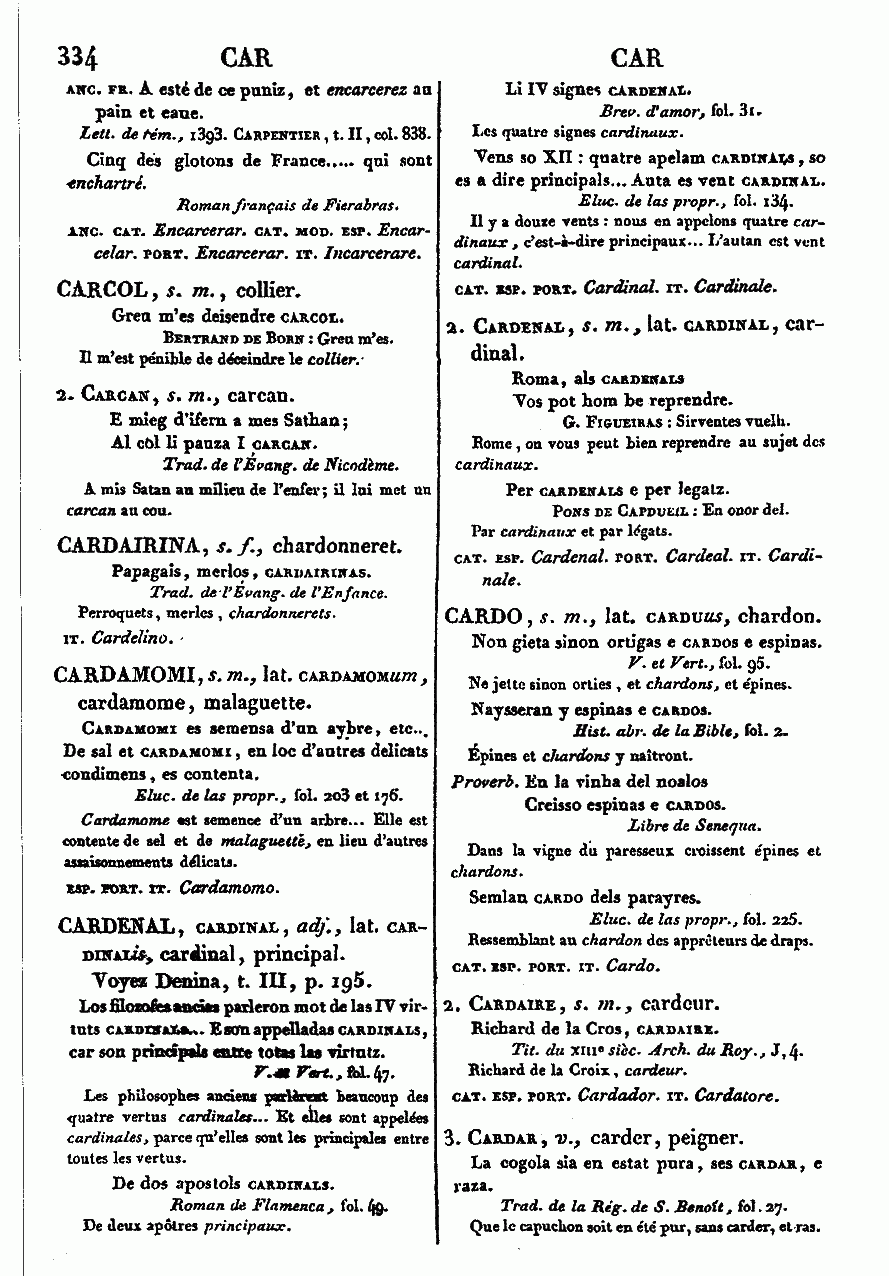 334 CAR CAR
ANC. FR. A esté de ce puniz, et encarcerez au
pain et eaue.
Lett. de rém., 1393. CARPENTIER, t. II, col. 838.
Cinq des glotons de France..... qui sont
enchartré.
Roman français de Fierabras.
ANC. CAT. Encarcerar. CAT. MOD. ESP. Encar-
celar. PORT. Encarcerar. IT. Incarcerare.
CARCOL, s. m., collier.
Greu m'es deisendre CARCOL.
BERTRAND DE BORN : Greu m'es.
Il m'est pénible de déceindre le collier.
2. CARCAN, s. m., carcan.
E mieg d'ifern a mes Sathan;
Al còl li pauza I CARCAN.
Trad. de l'Évang. de Nicodème.
A mis Satan au milieu de l'enfer; il lui met un
carcan au cou.
CARDAIRINA, s. f., chardonneret.
Papagais, merlos, CARDAIRINAS.
Trad. de l'Évang. de l'Enfance.
Perroquets, merles, chardonnerets.
IT. Cardelino.
CARDAMOMI, s. m., lat. CARDAMOMum,
cardamome, malaguette.
CARDAMOMI es semensa d'un aybre, etc...
De sal et CARDAMOMI, en loc d'autres delicats
condimens, es contenta.
Eluc. de las propr., fol. 203 et 176.
Cardamome est semence d'un arbre... Elle est
contente de sel et de malaguette, en lieu d'autres
assaisonnements délicats.
ESP. PORT. IT. Cardamomo.
CARDENAL, CARDINAL, adj., lat. CAR-
DINALis, cardinal, principal.
Voyez Denina, t. III, p. 195.
Los filozofes ancias parleron mot de las IV vir-
tuts CARDINALS... E son appelladas CARDINALS,
car son principals entre totas las virtutz.
V. et Vert., fol. 47.
Les philosophes anciens parlèrent beaucoup des
quatre vertus cardinales... Et elles sont appelées
cardinales, parce qu'elles sont les principales entre
toutes les vertus.
De dos apostols CARDINALS.
Roman de Flamenca, fol. 49.
De deux apôtres principaux.
Li IV signes CARDENAL.
Brev. d'amor, fol. 31.
Les quatre signes cardinaux.
Vens so XII : quatre apelam CARDINALS, so
es a dire principals... Auta es vent CARDINAL.
Eluc. de las propr., fol. 134.
Il y a douze vents : nous en appelons quatre car-
dinaux, c'est-à-dire principaux... L'autan est vent
cardinal.
CAT. ESP. PORT. Cardinal. IT. Cardinale.
2. CARDENAL, s. m., lat. CARDINAL, car-
dinal.
Roma, als CARDENALS
Vos pot hom be reprendre.
G. FIGUEIRAS : Sirventes vuelh.
Rome, on vous peut bien reprendre au sujet des
cardinaux.
Per CARDENALS e per legatz.
PONS DE CAPDUEIL : En onor del.
Par cardinaux et par légats.
CAT. ESP. Cardenal. PORT. Cardeal. IT. Cardi-
nale.
CARDO, s. m., lat. CARDUus, chardon.
Non gieta sinon ortigas e CARDOS e espinas.
V. et Vert., fol. 95.
Ne jette sinon orties, et chardons, et épines.
Naysseran y espinas e CARDOS.
Hist. abr. de la Bible, fol. 2.
Épines et chardons y naîtront.
Proverb. En la vinha del noalos
Creisso espinas e CARDOS.
Libre de Senequa.
Dans la vigne du paresseux croissent épines et
chardons.
Semlan CARDO dels parayres.
Eluc. de las propr., fol. 225.
Ressemblant au chardon des apprêteurs de draps.
CAT. ESP. PORT. IT. Cardo.
2. CARDAIRE, s. m., cardeur.
Richard de la Cros, CARDAIRE.
Tit. du XIIIe sièc. Arch. du Roy., J, 4.
Richard de la Croix, cardeur.
CAT. ESP. PORT. Cardador. IT. Cardatore.
3. CARDAR, v., carder, peigner.
La cogola sia en estat pura, ses CARDAR, e
raza.
Trad. de la Règ. de S. Benoît, fol. 27.
Que le capuchon soit en été pur, sans carder, et ras.